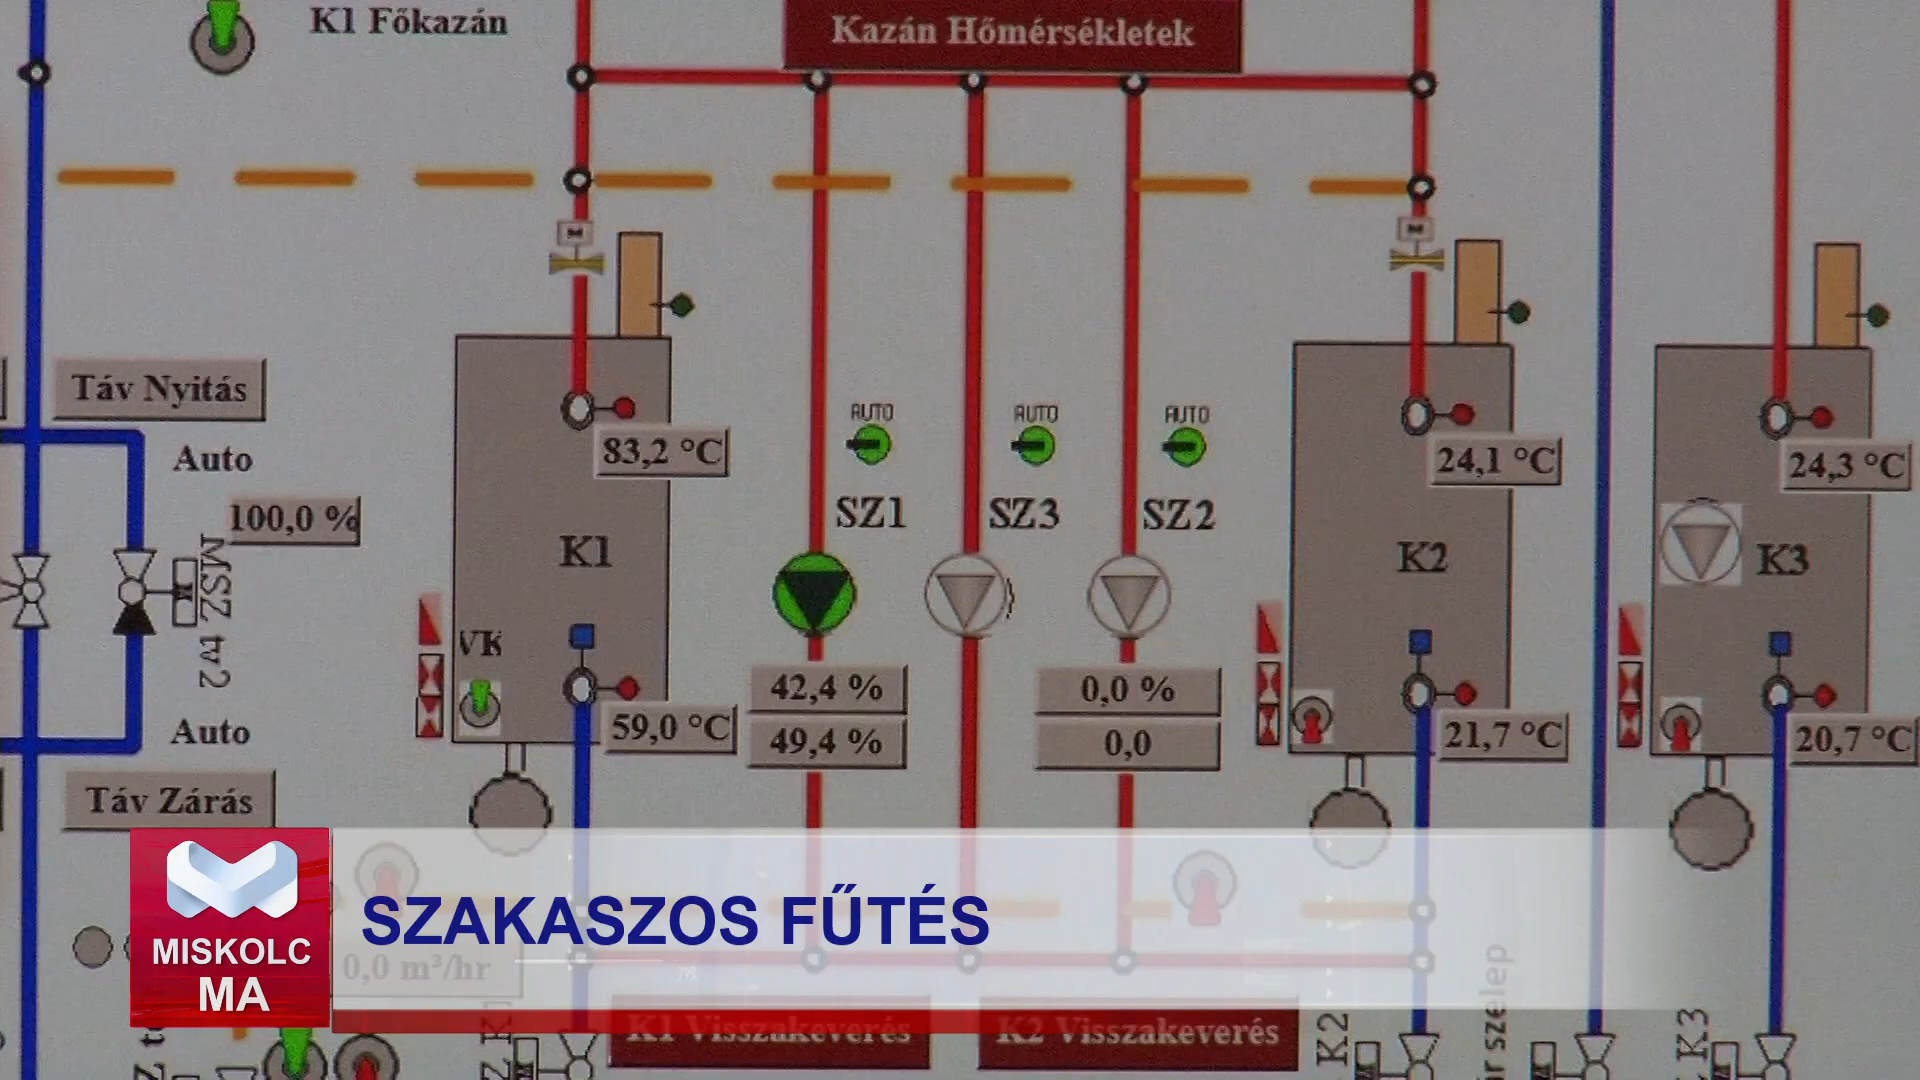 K1 Főkazán
Kazán Hőmérsékletek
Táv Nyitás
Auto
100,0 %
MSZ tv2
Auto
Táv Zárás
83,2 °C
K1
VK
59,0 °C
AUTO
SZ1
42,4 %
49,4 %
AUTO
SZ3
AUTO
SZ2
0,0 %
0,0
24,1 °C
K2
21,7 °C
24,3 °C
K3
20,7 °C
SZAKASZOS FŰTÉS
MISKOLC
MA
0,0 m³/hr
K1 Visszakeverés
K2 Visszakeverés
K2
K3